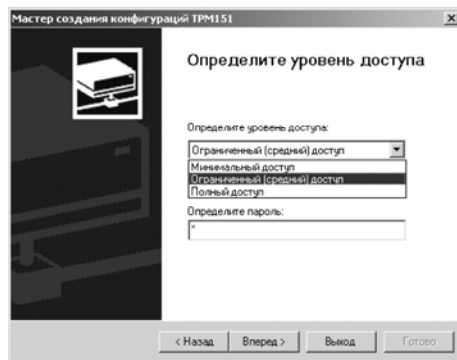 Мастер создания конфигураций ТРМ151
Определите уровень доступа
Определите уровень доступа:
Ограниченный (средний) доступ
Минимальный доступ
Ограниченный (средний) доступ
Полный доступ
Определите пароль:
*
< Назад
Вперед >
Выход
Готово